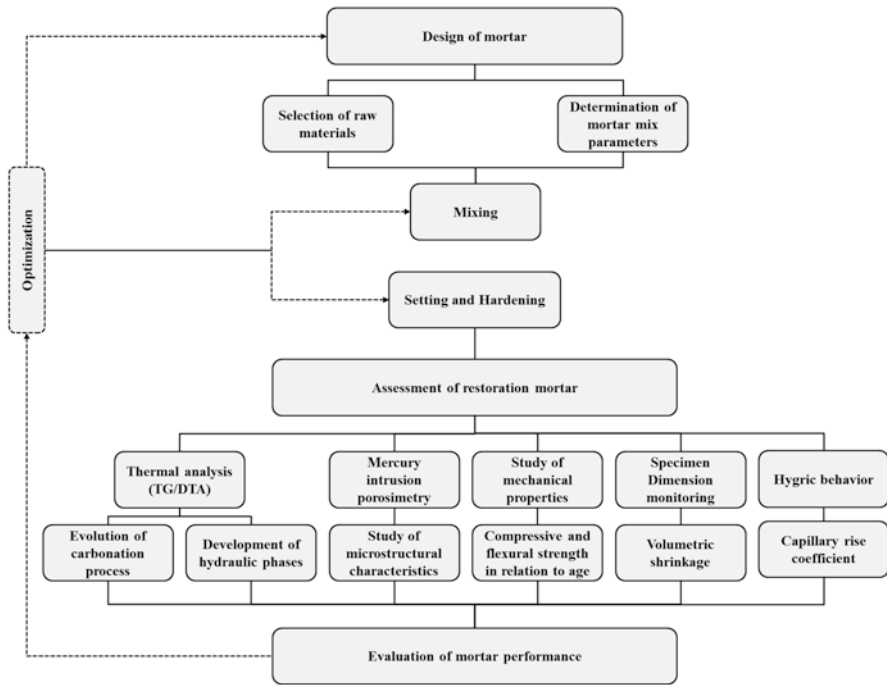 Design of mortar
Selection of raw
materials
Determination of
mortar mix
parameters
Mixing
Optimization
Setting and Hardening
Assessment of restoration mortar
Thermal analysis
(TG/DTA)
Mercury
intrusion
porosimetry
Study of
mechanical
properties
Specimen
Dimension
monitoring
Hygric behavior
Evolution of
carbonation
process
Development of
hydraulic phases
Study of
microstructural
characteristics
Compressive and
flexural strength
in relation to age
Volumetric
shrinkage
Capillary rise
coefficient
Evaluation of mortar performance